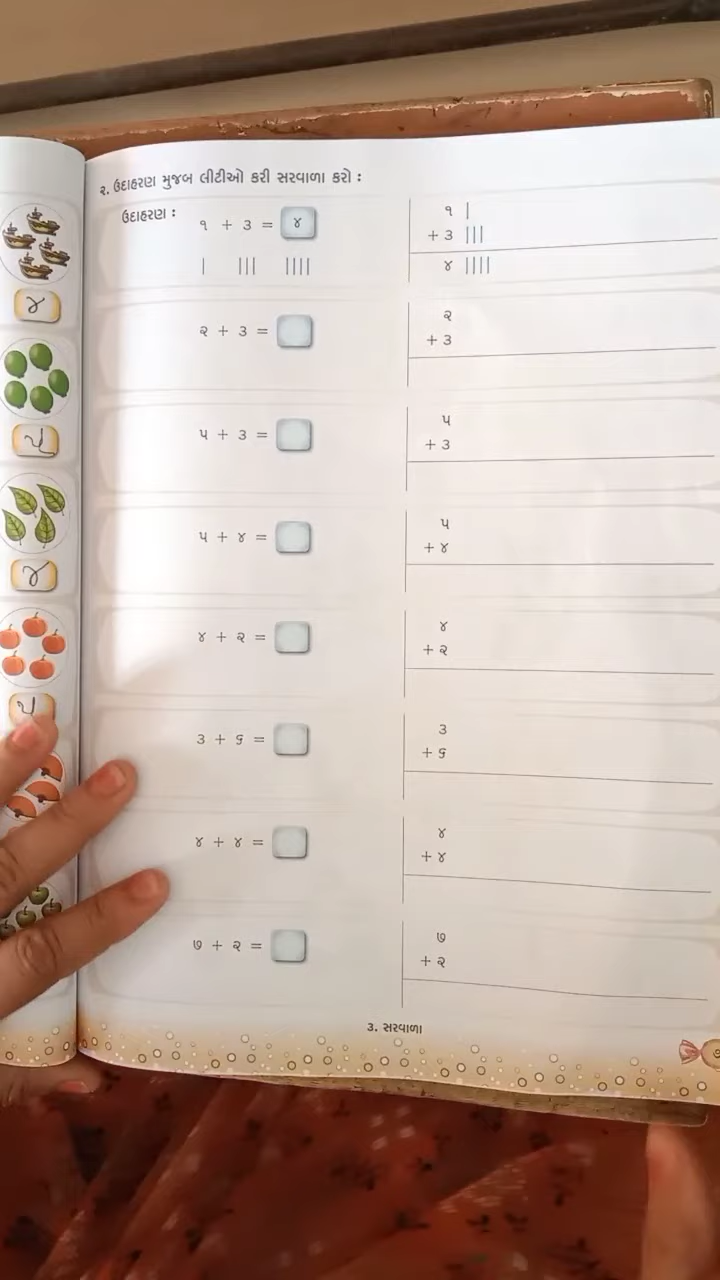 ૨. ઉદાહરણ મુજબ લીટીઓ કરી સરવાળા કરો :
ઉદાહરણ :
૧ + ૩ = ૪
૧
+ ૩
૪
૨ + ૩ =
૨
+ ૩
૫ + ૩ =
૫
+ ૩
૫ + ૪ =
૫
+ ૪
૪ + ૨ =
૪
+ ૨
૩ + ૬ =
૩
+ ૬
૪ + ૪ =
૪
+ ૪
૭ + ૨ =
૭
+ ૨
૩. સરવાળા
૪
૫
૪
૫